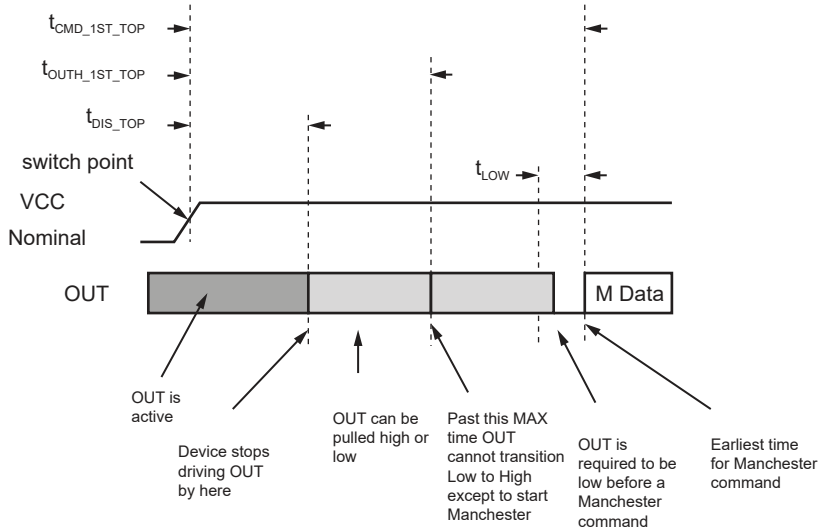 tCMD_1ST_TOP
tOUTH_1ST_TOP
tDIS_TOP
switch point
tLOW
VCC
Nominal
OUT
M Data
OUT is
active
Device stops
driving OUT
by here
OUT can be
pulled high or
low
Past this MAX
time OUT
cannot transition
Low to High
except to start
Manchester
OUT is
required to be
low before a
Manchester
command
Earliest time
for Manchester
command